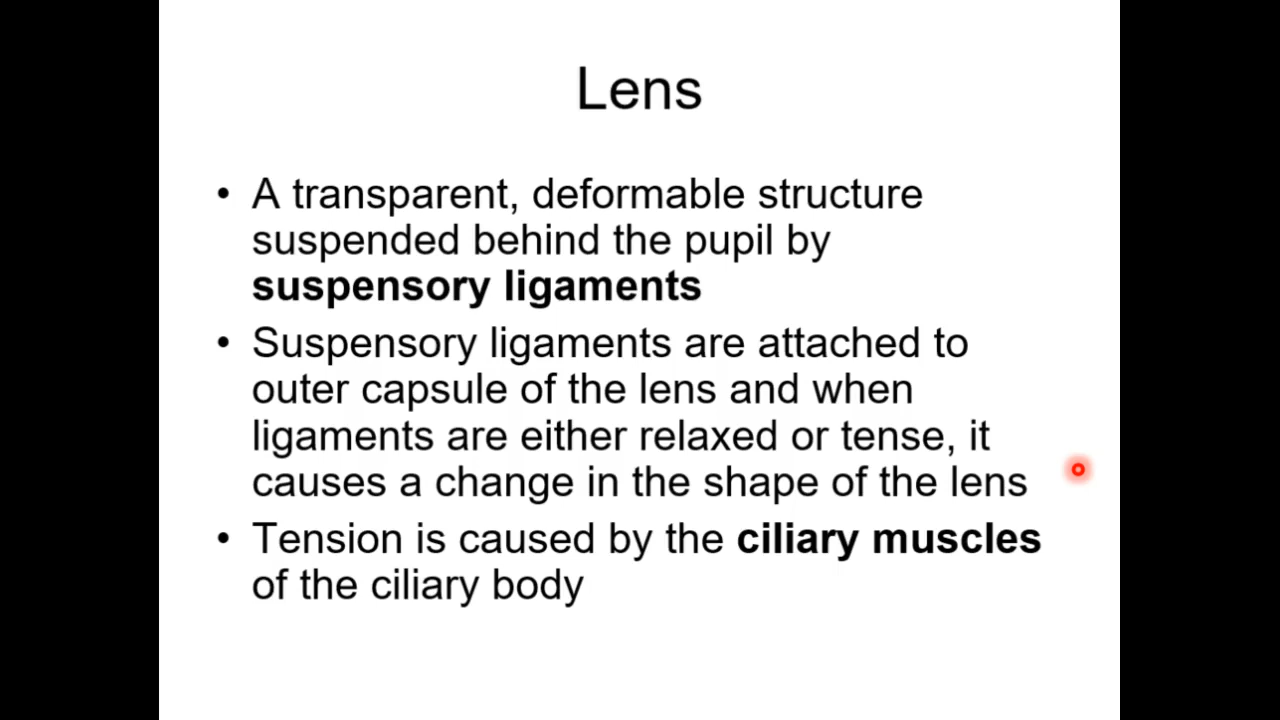 Lens
• A transparent, deformable structure
suspended behind the pupil by
suspensory ligaments
• Suspensory ligaments are attached to
outer capsule of the lens and when
ligaments are either relaxed or tense, it
causes a change in the shape of the lens
• Tension is caused by the ciliary muscles
of the ciliary body